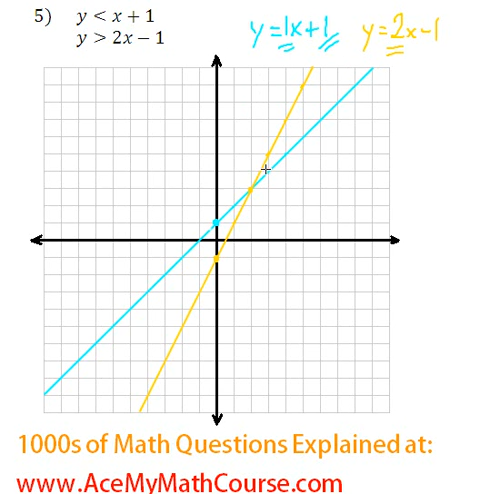 5) y < x + 1 y = 1x + 1 y = 2x - 1
y > 2x − 1
1000s of Math Questions Explained at:
www.AceMyMathCourse.com